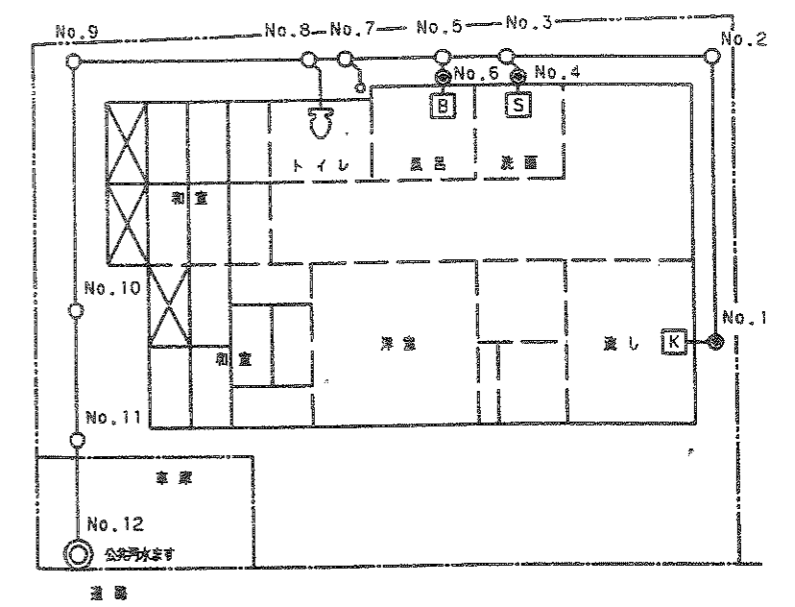 No.9
No.8
No.7
No.5
No.3
No.2
No.6
No.4
B
S
トイレ
風呂
洗面
和室
No.10
No.1
洋室
流し
K
和室
No.11
車庫
No.12
公共汚水ます
道路